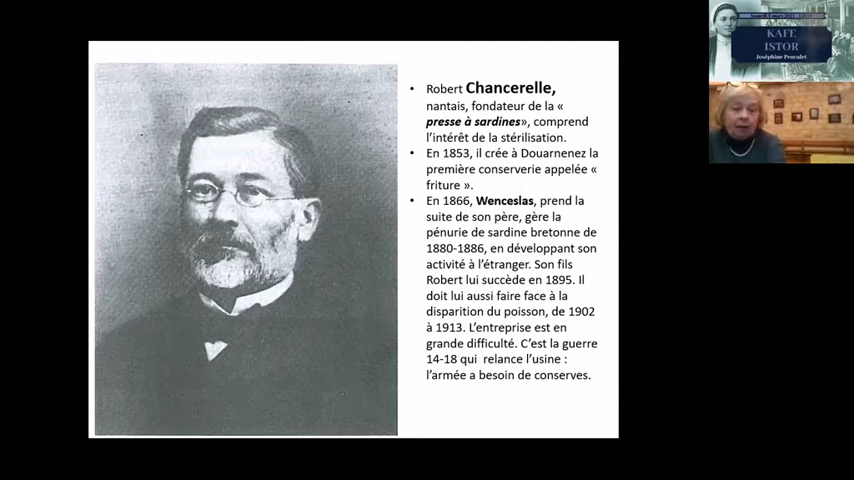 • Robert Chancerelle,
nantais, fondateur de la «
presse à sardines», comprend
l’intérêt de la stérilisation.
• En 1853, il crée à Douarnenez la
première conserverie appelée «
friture ».
• En 1866, Wenceslas, prend la
suite de son père, gère la
pénurie de sardine bretonne de
1880-1886, en développant son
activité à l’étranger. Son fils
Robert lui succède en 1895. Il
doit lui aussi faire face à la
disparition du poisson, de 1902
à 1913. L’entreprise est en
grande difficulté. C’est la guerre
14-18 qui relance l’usine :
l’armée a besoin de conserves.
KAFE
ISTOR
Joséphine Pencalet